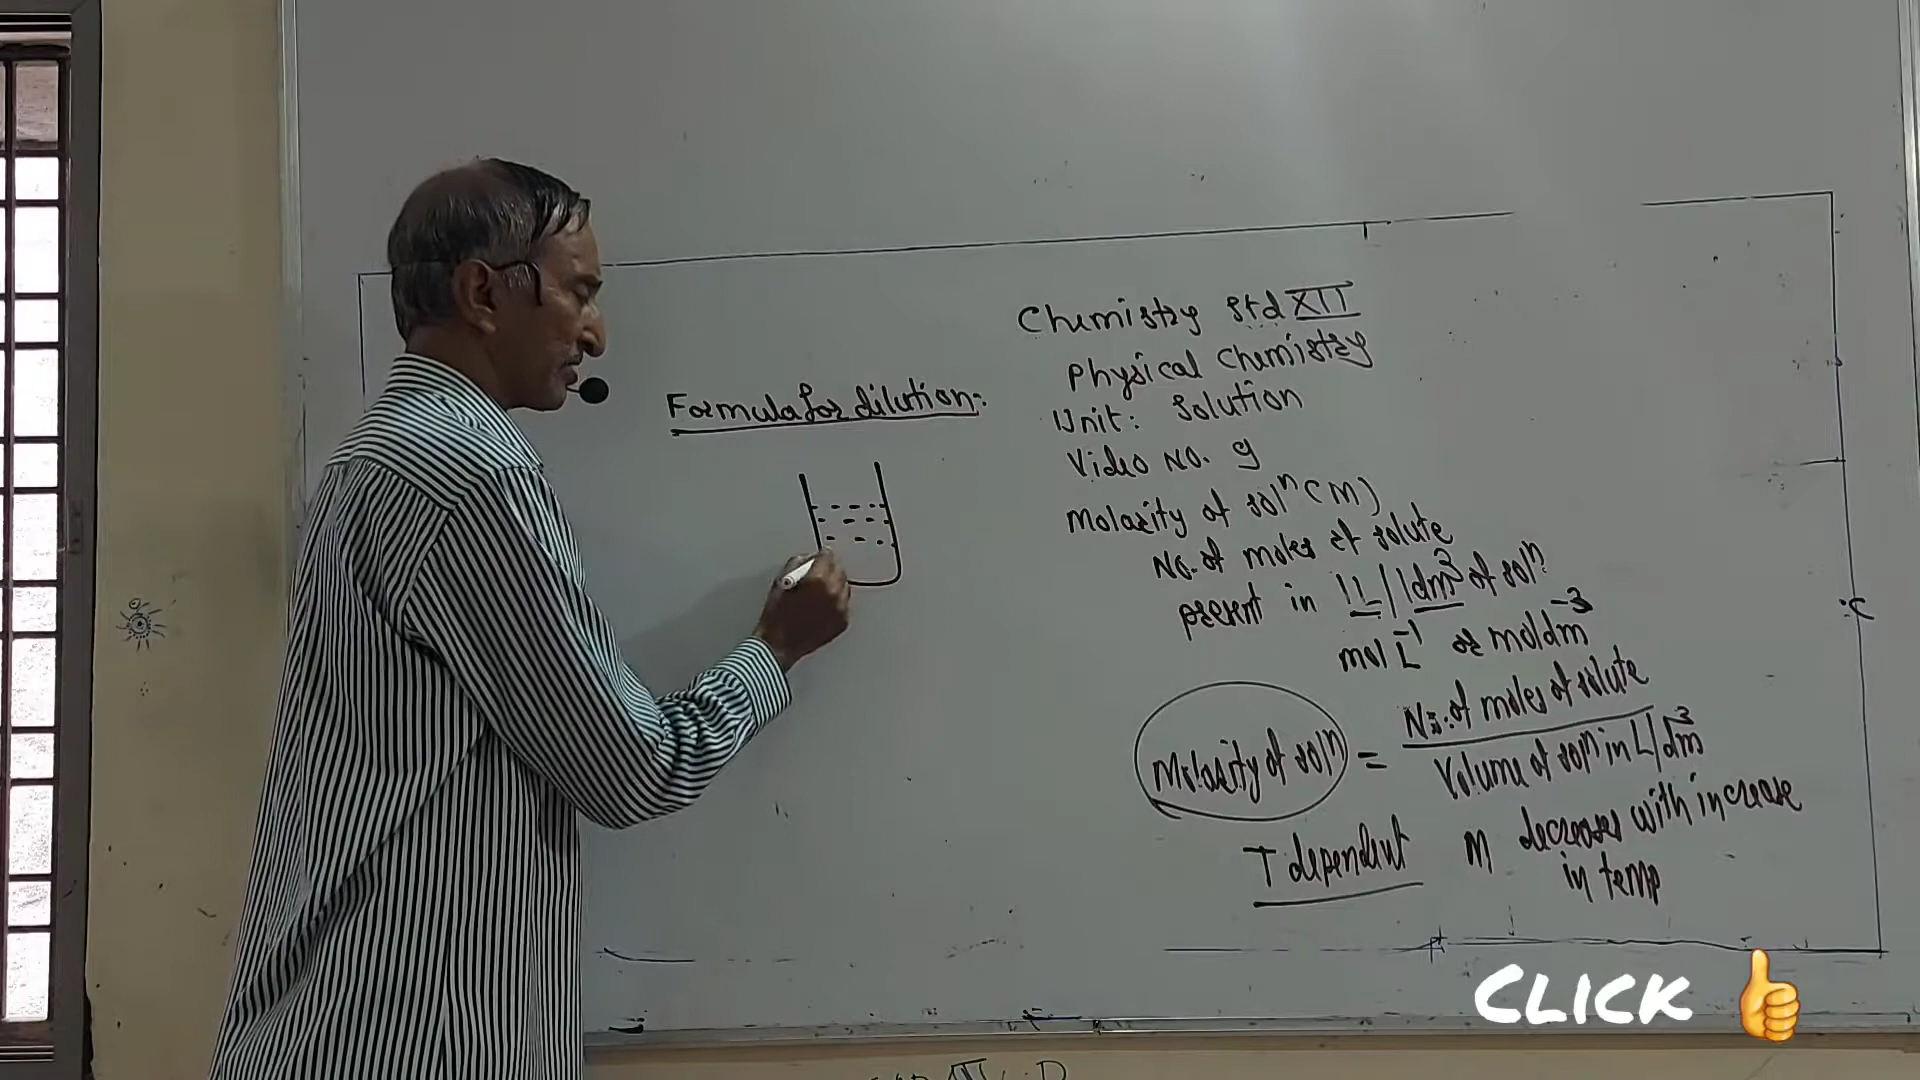 Formula for dilution:-
Chemistry Std XII
Physical Chemistry
Unit: Solution
Video No. 9
Molarity of solⁿ (M)
No. of moles of solute
present in 1L/1dm³ of solⁿ
mol L⁻¹ or mol dm⁻³
Molarity of solⁿ = No. of moles of solute
Volume of solⁿ in L/dm³
T dependent M decreases with increase
in temp
CLICK